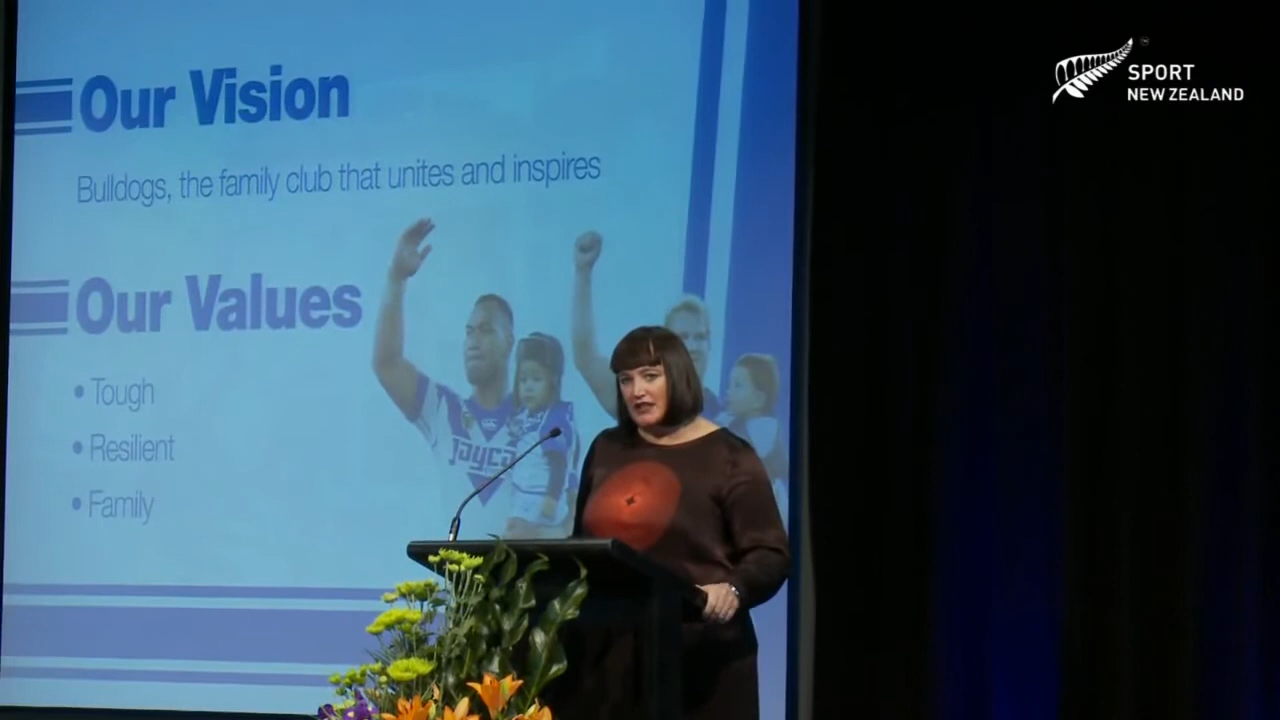 Our Vision
Bulldogs, the family club that unites and inspires
Our Values
• Tough
• Resilient
• Family
Jayco
SPORT
NEW ZEALAND